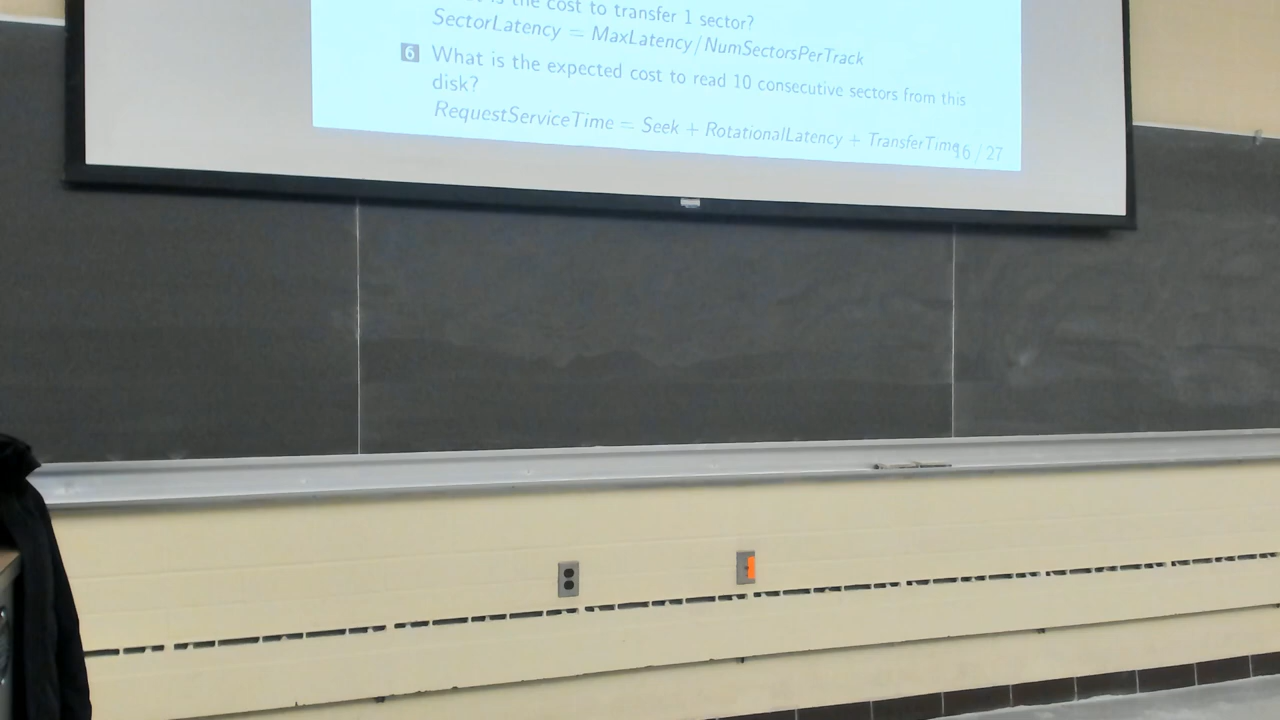 the cost to transfer 1 sector?
SectorLatency = MaxLatency/NumSectorsPerTrack
6 What is the expected cost to read 10 consecutive sectors from this
disk?
RequestServiceTime = Seek + RotationalLatency + TransferTime
16 / 27